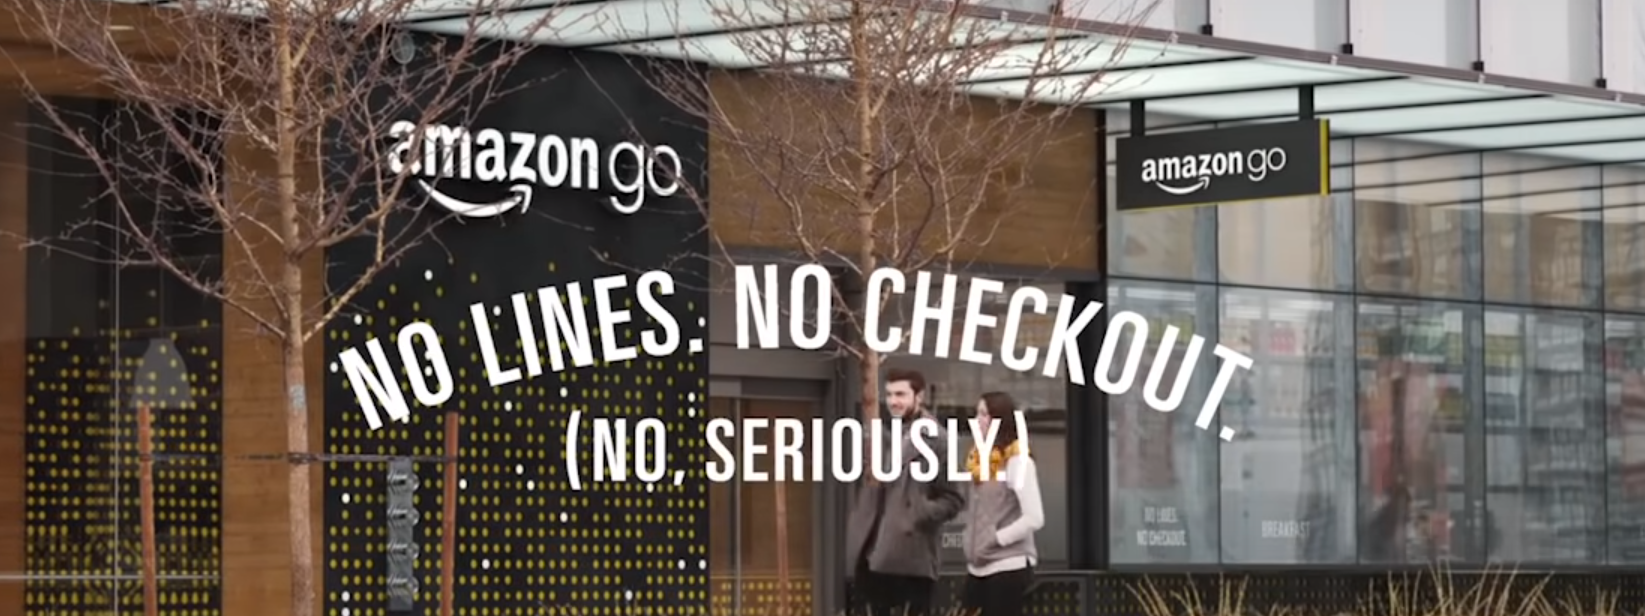 amazon go
amazon go
NO LINES. NO CHECKOUT.
(NO, SERIOUSLY.)
NO LINES.
NO CHECKOUT.
BREAKFAST